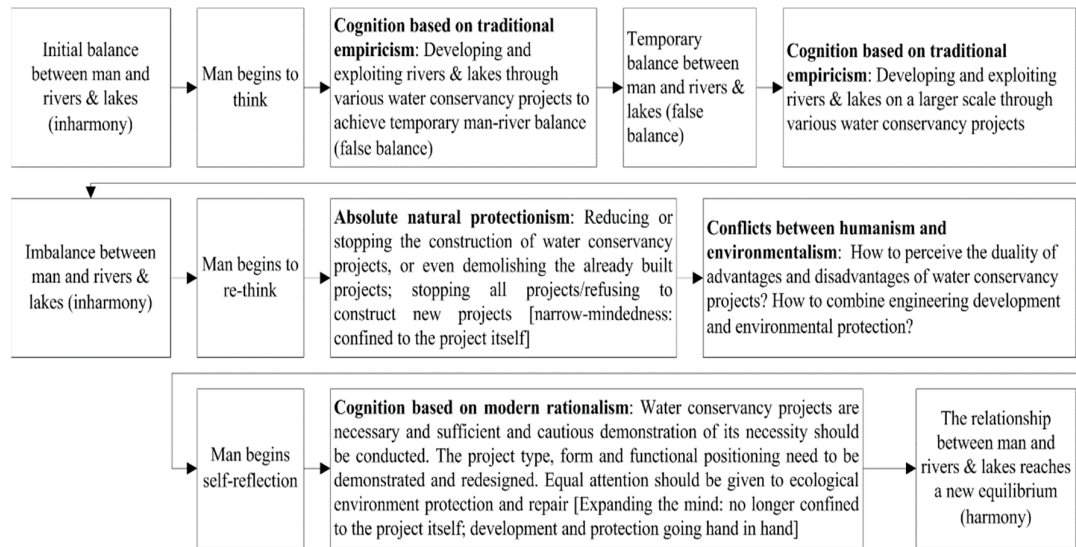 Initial balance
between man and
rivers & lakes
(inharmony)
Man begins to
think
Cognition based on traditional
empiricism: Developing and
exploiting rivers & lakes through
various water conservancy projects to
achieve temporary man-river balance
(false balance)
Temporary
balance between
man and rivers &
lakes (false
balance)
Cognition based on traditional
empiricism: Developing and exploiting
rivers & lakes on a larger scale through
various water conservancy projects
Imbalance between
man and rivers &
lakes (inharmony)
Man begins to
re-think
Absolute natural protectionism: Reducing or
stopping the construction of water conservancy
projects, or even demolishing the already built
projects; stopping all projects/refusing to
construct new projects [narrow-mindedness:
confined to the project itself]
Conflicts between humanism and
environmentalism: How to perceive the duality of
advantages and disadvantages of water conservancy
projects? How to combine engineering development
and environmental protection?
Man begins
self-reflection
Cognition based on modern rationalism: Water conservancy projects are
necessary and sufficient and cautious demonstration of its necessity should
be conducted. The project type, form and functional positioning need to be
demonstrated and redesigned. Equal attention should be given to ecological
environment protection and repair [Expanding the mind: no longer confined
to the project itself; development and protection going hand in hand]
The relationship
between man and
rivers & lakes reaches
a new equilibrium
(harmony)